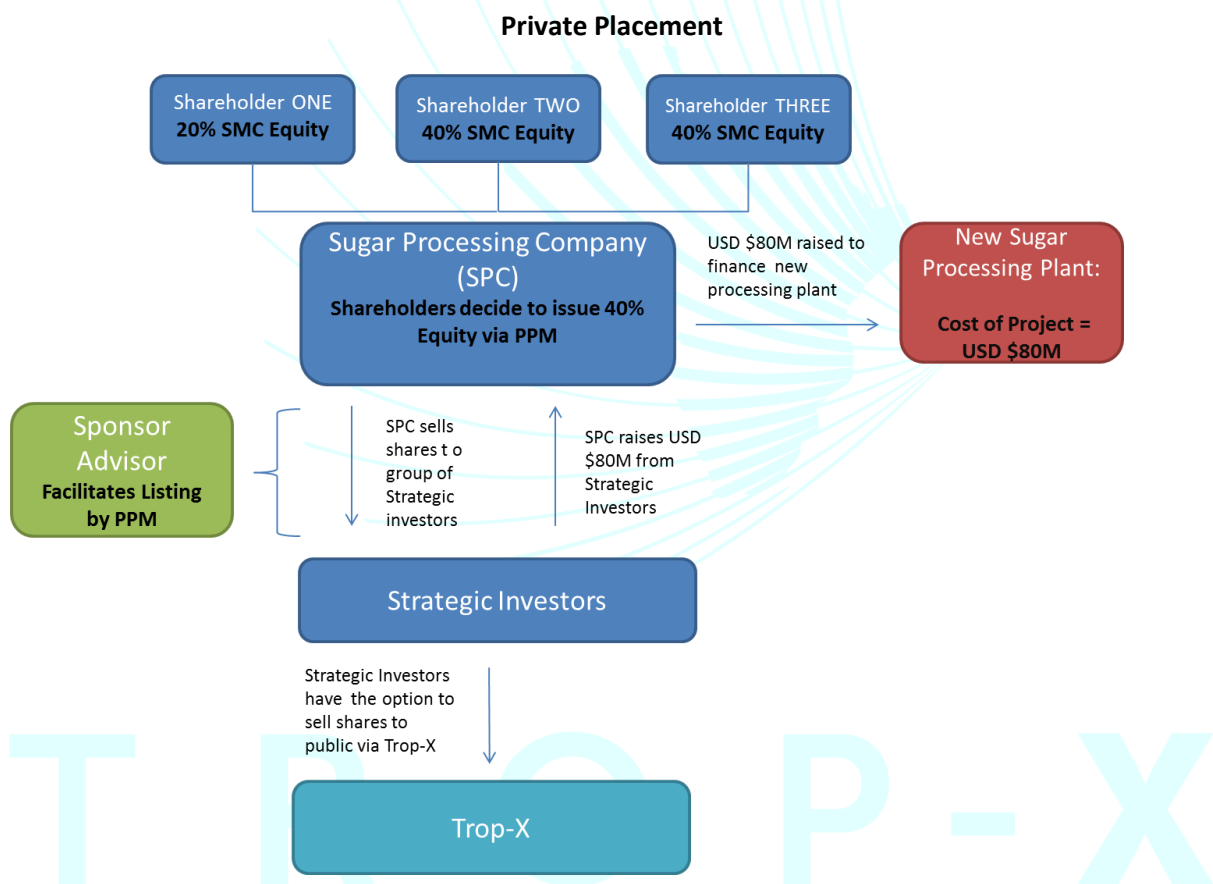 Private Placement
Shareholder ONE
20% SMC Equity
Shareholder TWO
40% SMC Equity
Shareholder THREE
40% SMC Equity
Sugar Processing Company
(SPC)
Shareholders decide to issue 40%
Equity via PPM
USD $80M raised to
finance new
processing plant
New Sugar
Processing Plant:
Cost of Project =
USD $80M
Sponsor
Advisor
Facilitates Listing
by PPM
SPC sells
shares t o
group of
Strategic
investors
SPC raises USD
$80M from
Strategic
Investors
Strategic Investors
Strategic Investors
have the option to
sell shares to
public via Trop-X
Trop-X
TROP-X